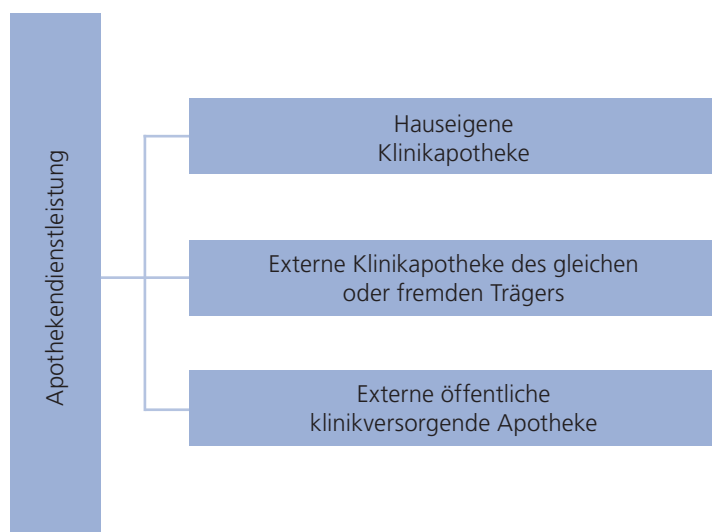 Apothekendienstleistung
Hauseigene
Klinikapotheke
Externe Klinikapotheke des gleichen
oder fremden Trägers
Externe öffentliche
klinikversorgende Apotheke